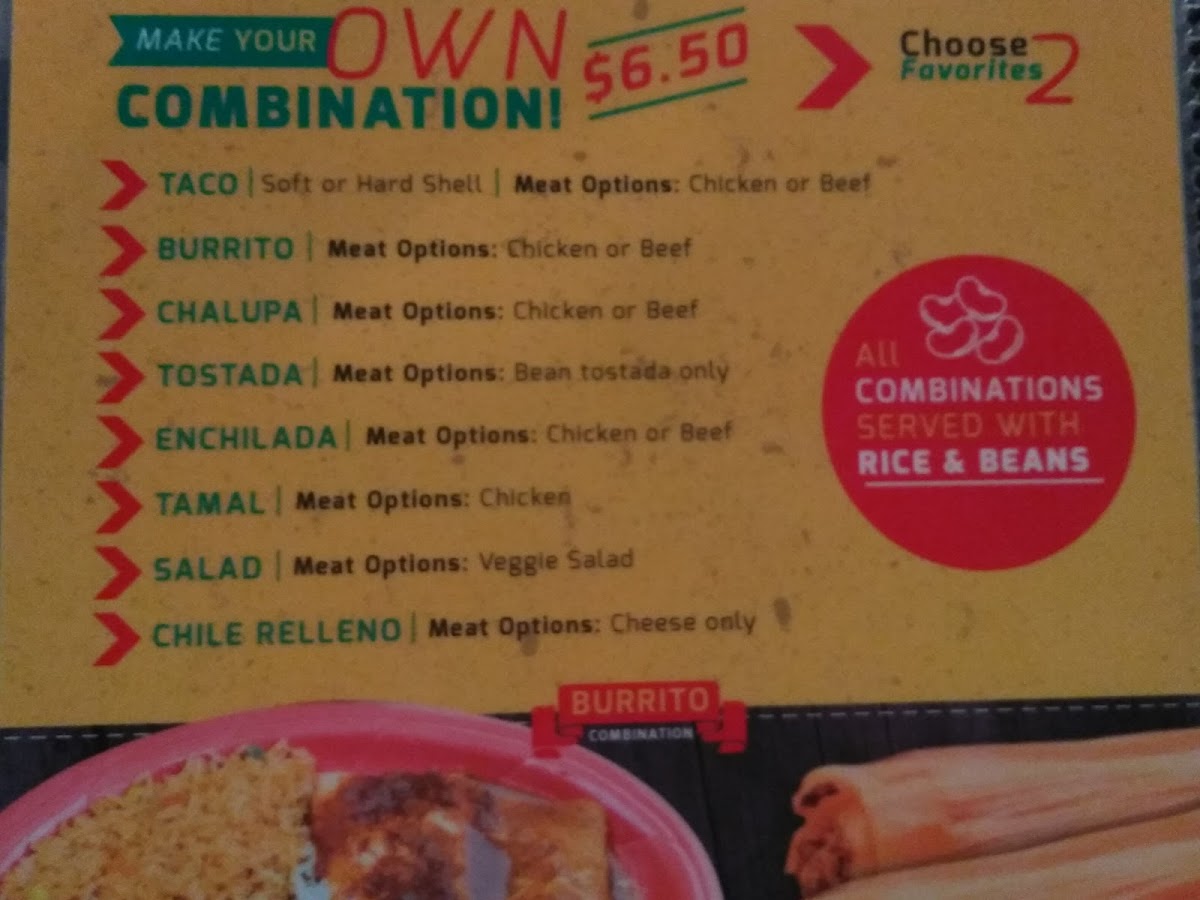 MAKE YOUR OWN
COMBINATION!
$6.50
Choose
Favorites 2
TACO | Soft or Hard Shell | Meat Options: Chicken or Beef
BURRITO | Meat Options: Chicken or Beef
CHALUPA | Meat Options: Chicken or Beef
TOSTADA | Meat Options: Bean tostada only
ENCHILADA | Meat Options: Chicken or Beef
TAMAL | Meat Options: Chicken
SALAD | Meat Options: Veggie Salad
CHILE RELLENO | Meat Options: Cheese only
All
COMBINATIONS
SERVED WITH
RICE & BEANS
BURRITO
COMBINATION